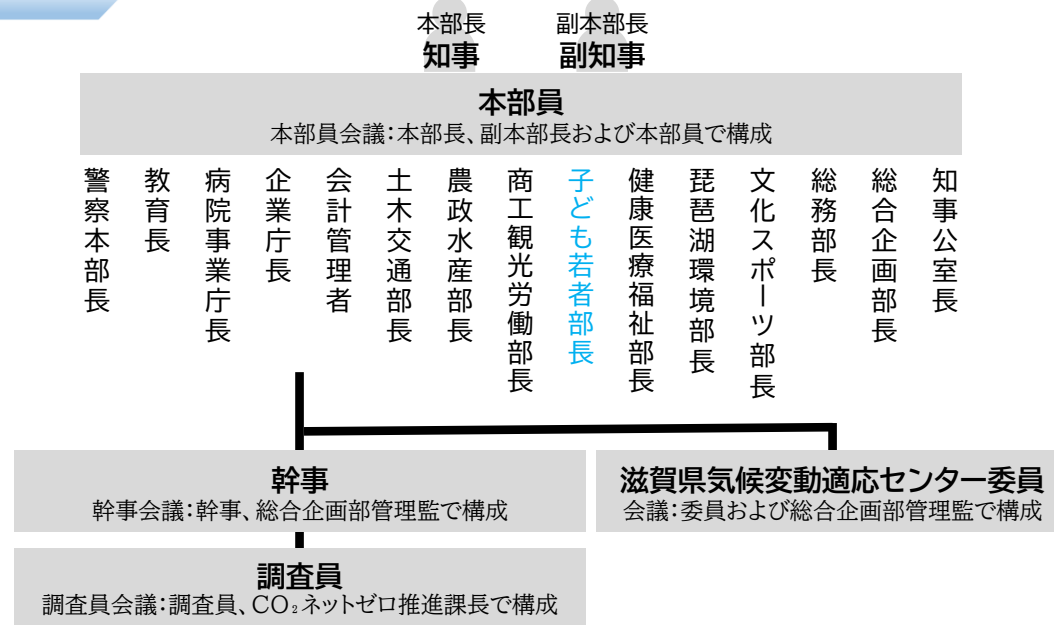 本部長
知事
副本部長
副知事
本部員
本部員会議：本部長、副本部長および本部員で構成
知事公室長
総合企画部長
総務部長
文化スポーツ部長
琵琶湖環境部長
健康医療福祉部長
子ども若者部長
商工観光労働部長
農政水産部長
土木交通部長
会計管理者
企業庁長
病院事業庁長
教育長
警察本部長
幹事
幹事会議：幹事、総合企画部管理監で構成
滋賀県気候変動適応センター委員
会議：委員および総合企画部管理監で構成
調査員
調査員会議：調査員、CO₂ネットゼロ推進課長で構成